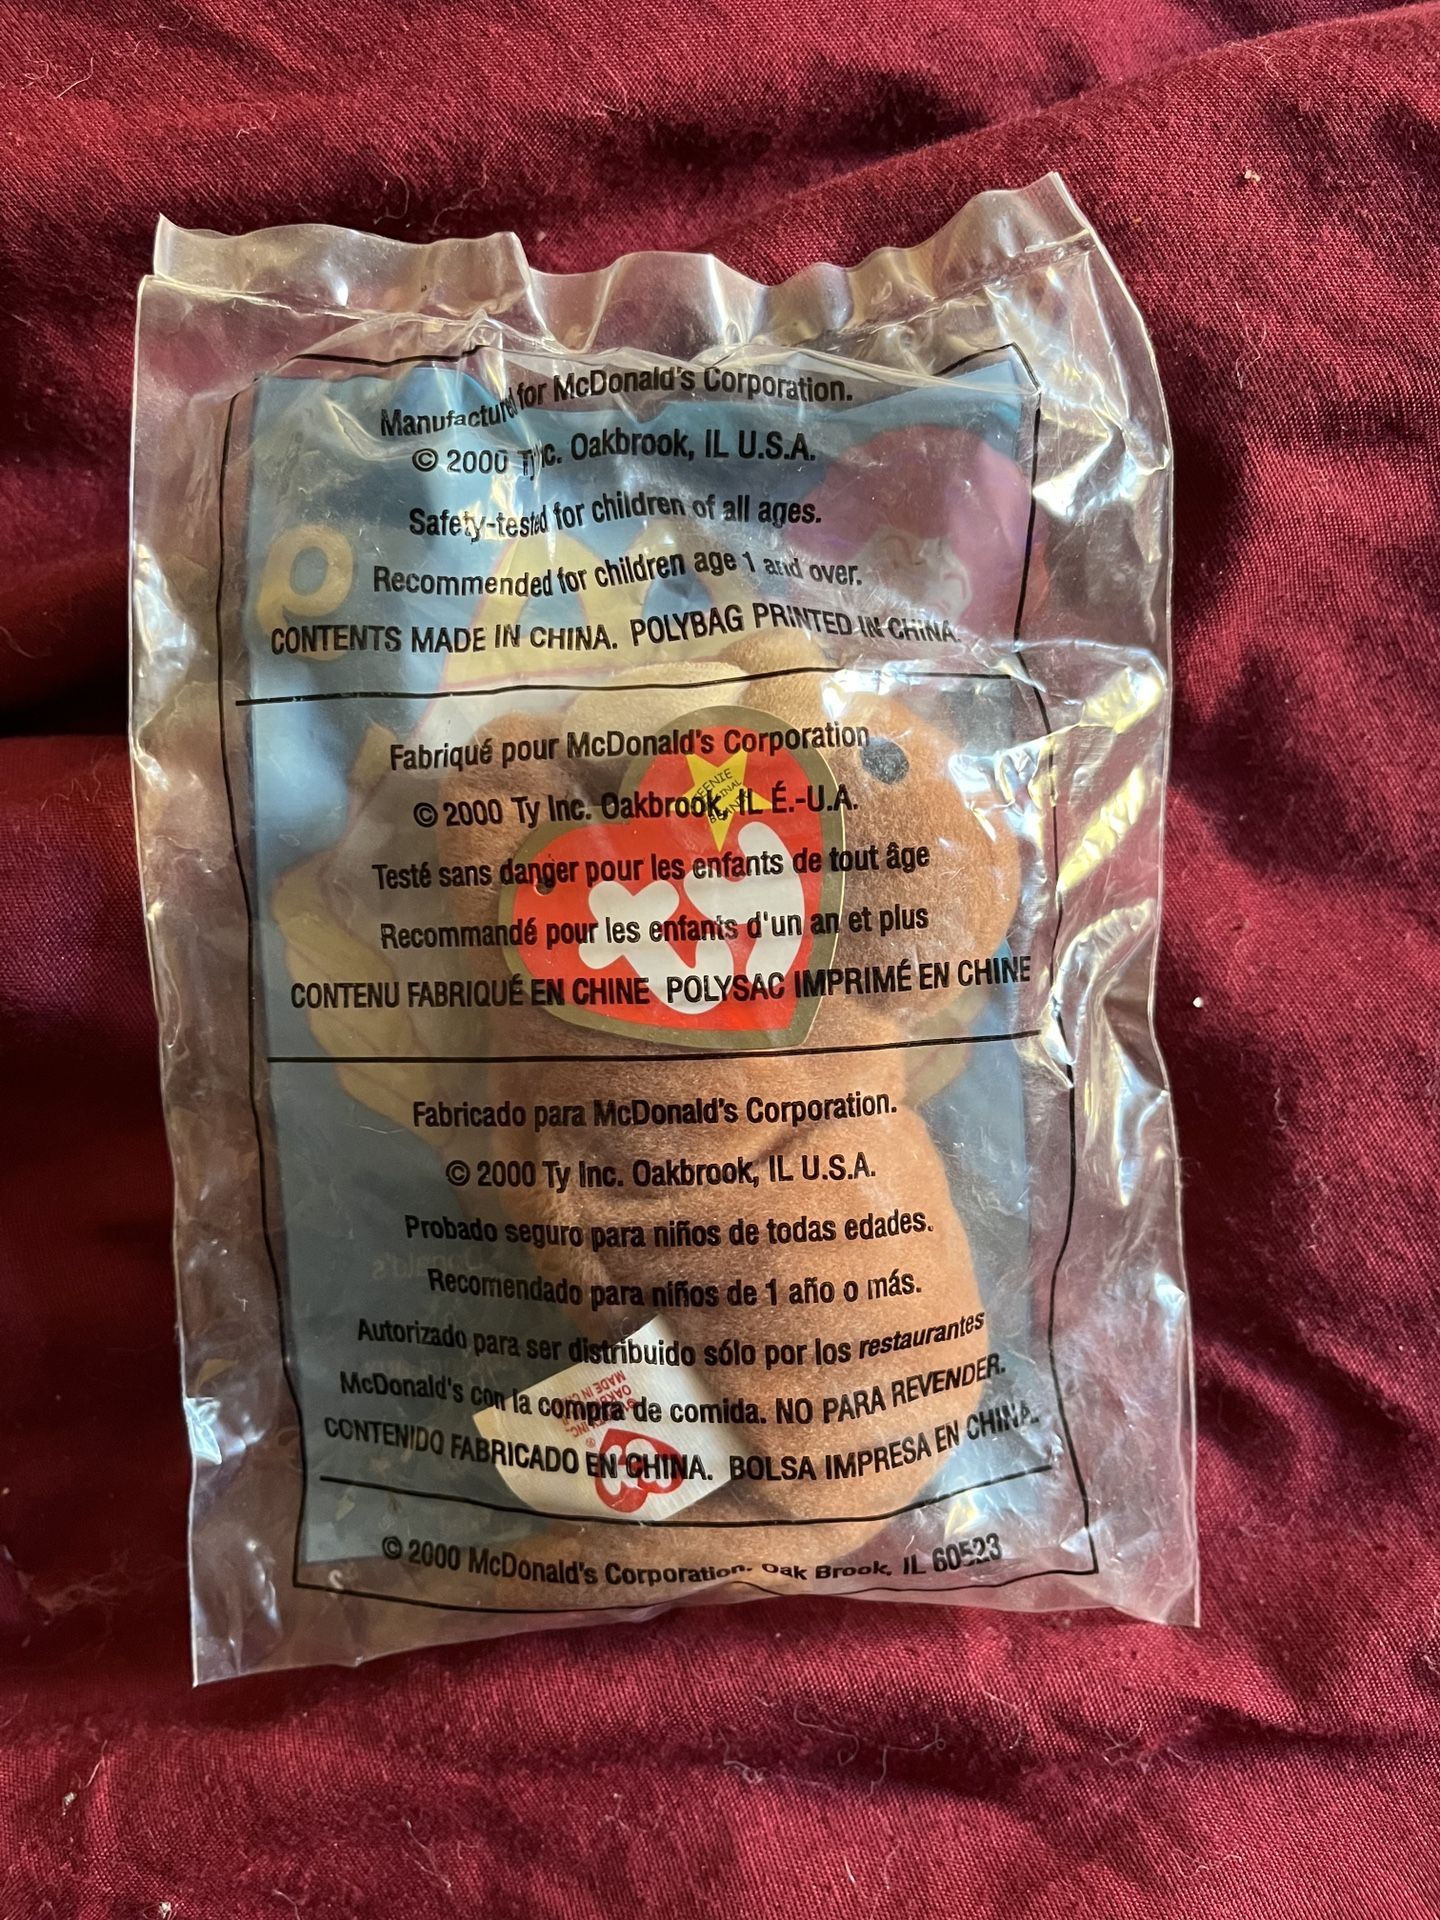 Manufactured for McDonald's Corporation.
© 2000 Ty Inc. Oakbrook, IL U.S.A.
Safety-tested for children of all ages.
Recommended for children age 1 and over.
CONTENTS MADE IN CHINA. POLYBAG PRINTED IN CHINA.
Fabriqué pour McDonald's Corporation
© 2000 Ty Inc. Oakbrook, IL É.-U.A.
Testé sans danger pour les enfants de tout âge
Recommandé pour les enfants d'un an et plus
CONTENU FABRIQUÉ EN CHINE POLYSAC IMPRIMÉ EN CHINE
ty
Fabricado para McDonald's Corporation.
© 2000 Ty Inc. Oakbrook, IL U.S.A.
Probado seguro para niños de todas edades.
Recomendado para niños de 1 año o más.
Autorizado para ser distribuido sólo por los restaurantes
McDonald's con la compra de comida. NO PARA REVENDER.
CONTENIDO FABRICADO EN CHINA. BOLSA IMPRESA EN CHINA.
© 2000 McDonald's Corporation. Oak Brook, IL 60523
9